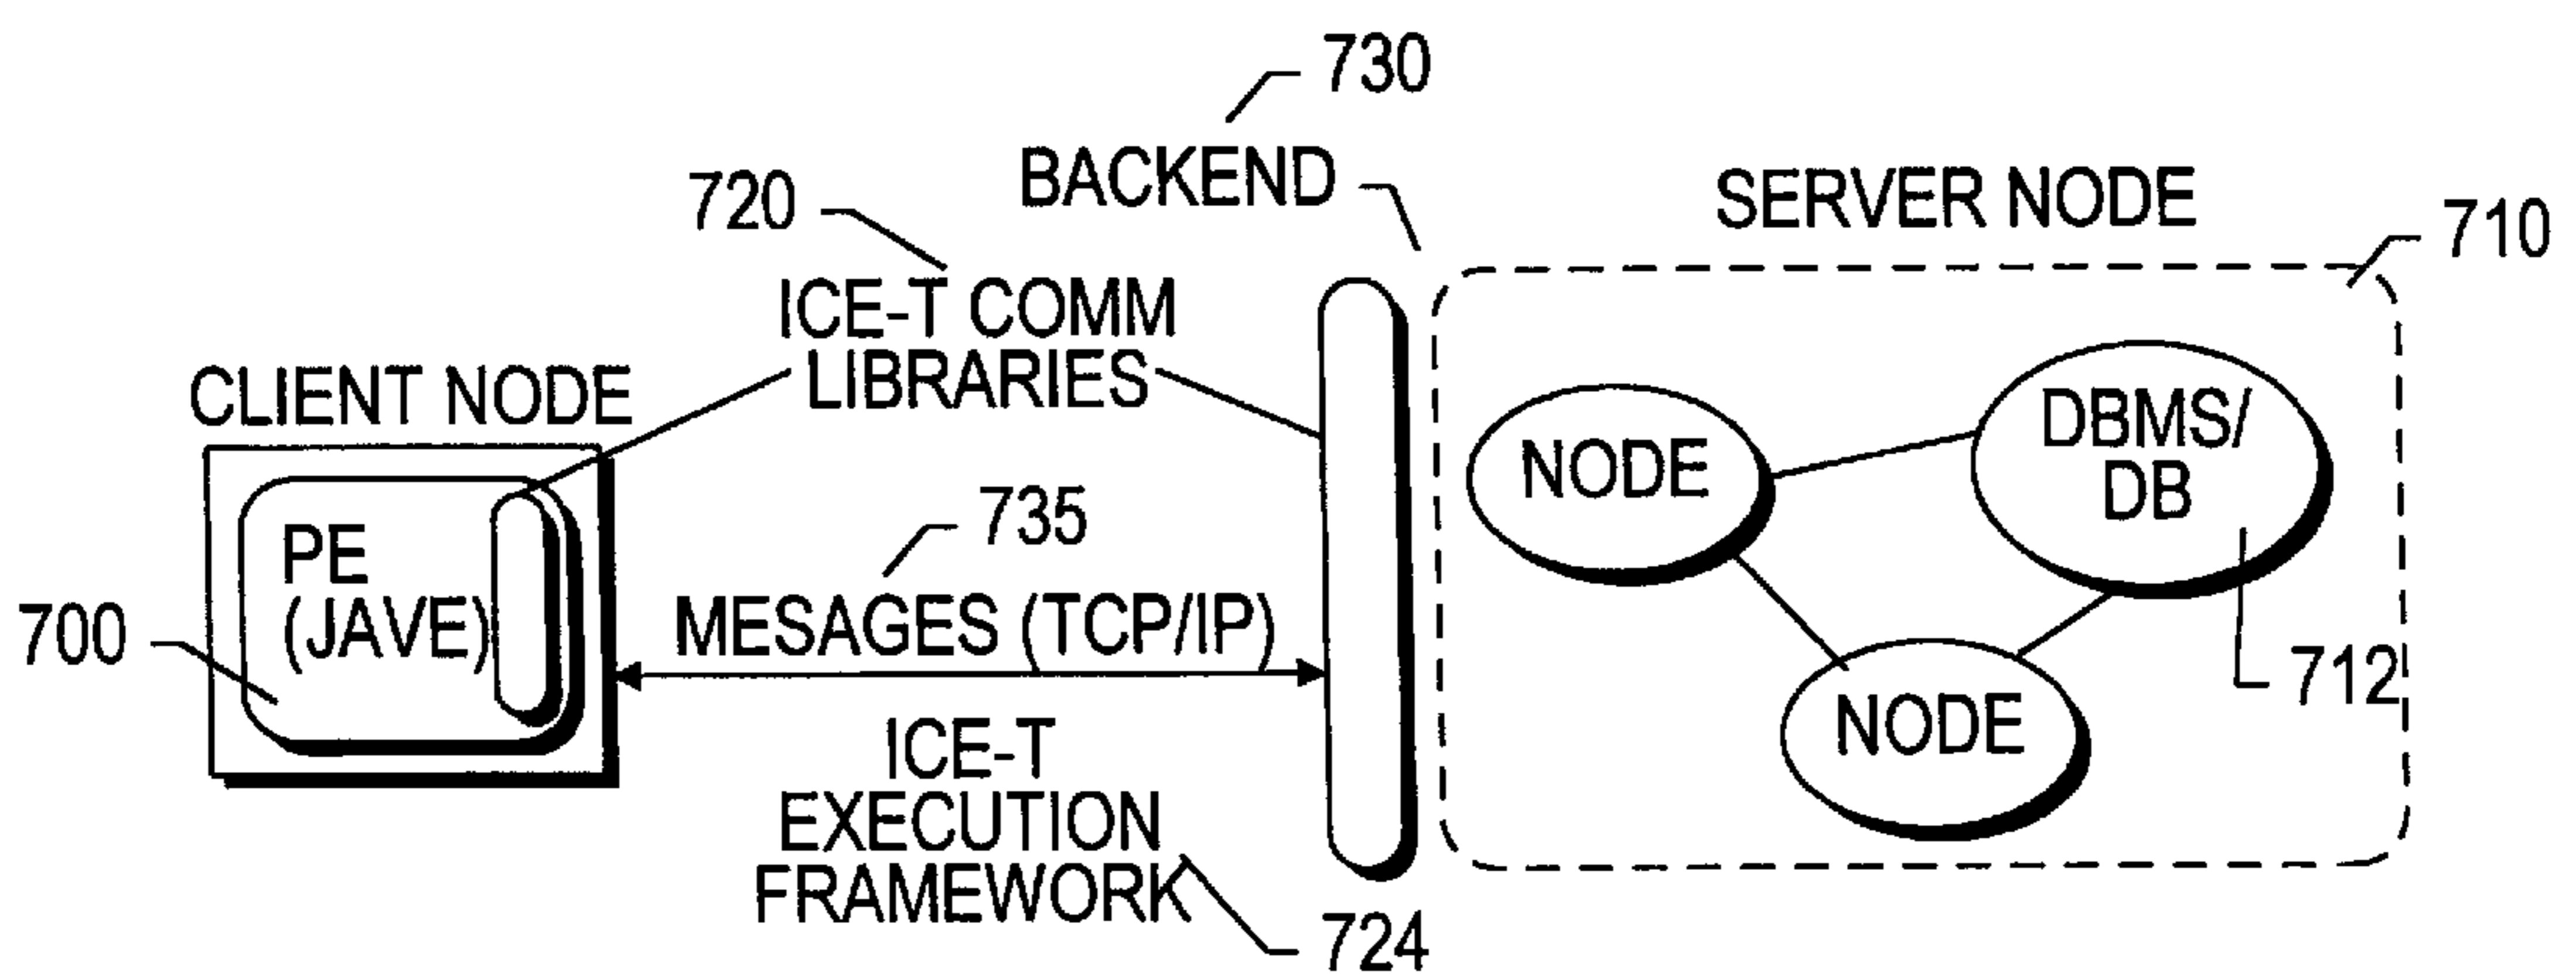 730
BACKEND
720
SERVER NODE
710
ICE-T COMM
LIBRARIES
CLIENT NODE
DBMS/
DB
NODE
735
PE
(JAVE)
700
MESAGES (TCP/IP)
712
NODE
ICE-T
EXECUTION
FRAMEWORK
724